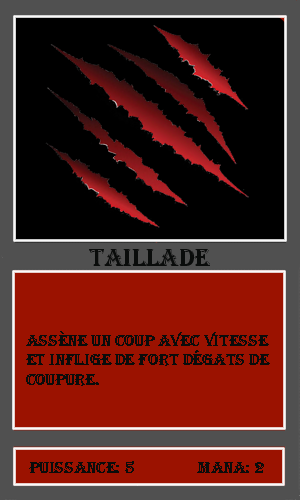 TAILLADE
ASSÈNE UN COUP AVEC VITESSE
ET INFLIGE DE FORT DÉGATS DE
COUPURE.
PUISSANCE: 5 MANA: 2